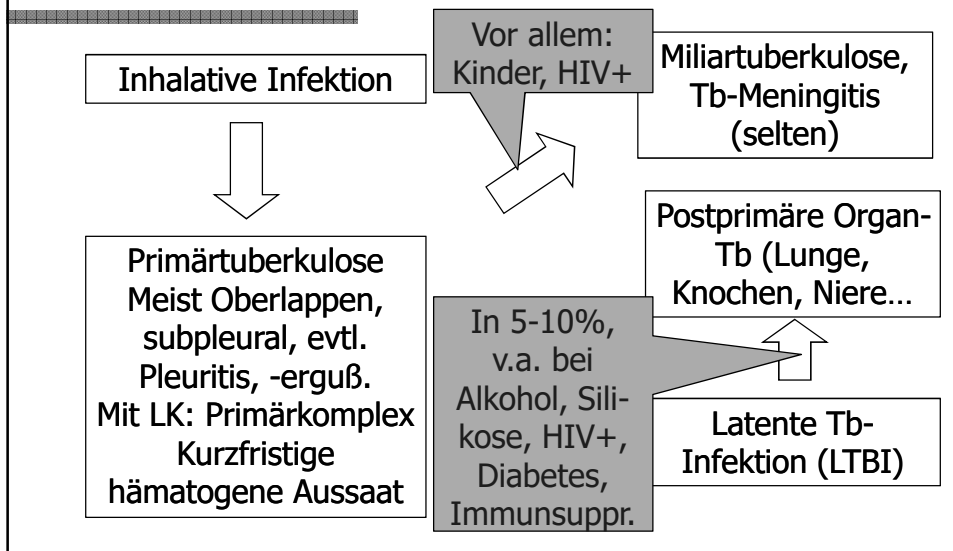 Inhalative Infektion
Vor allem:
Kinder, HIV+
Miliartuberkulose,
Tb-Meningitis
(selten)
Primärtuberkulose
Meist Oberlappen,
subpleural, evtl.
Pleuritis, -erguß.
Mit LK: Primärkomplex
Kurzfristige
hämatogene Aussaat
In 5-10%,
v.a. bei
Alkohol, Sili-
kose, HIV+,
Diabetes,
Immunsuppr.
Postprimäre Organ-
Tb (Lunge,
Knochen, Niere…
Latente Tb-
Infektion (LTBI)